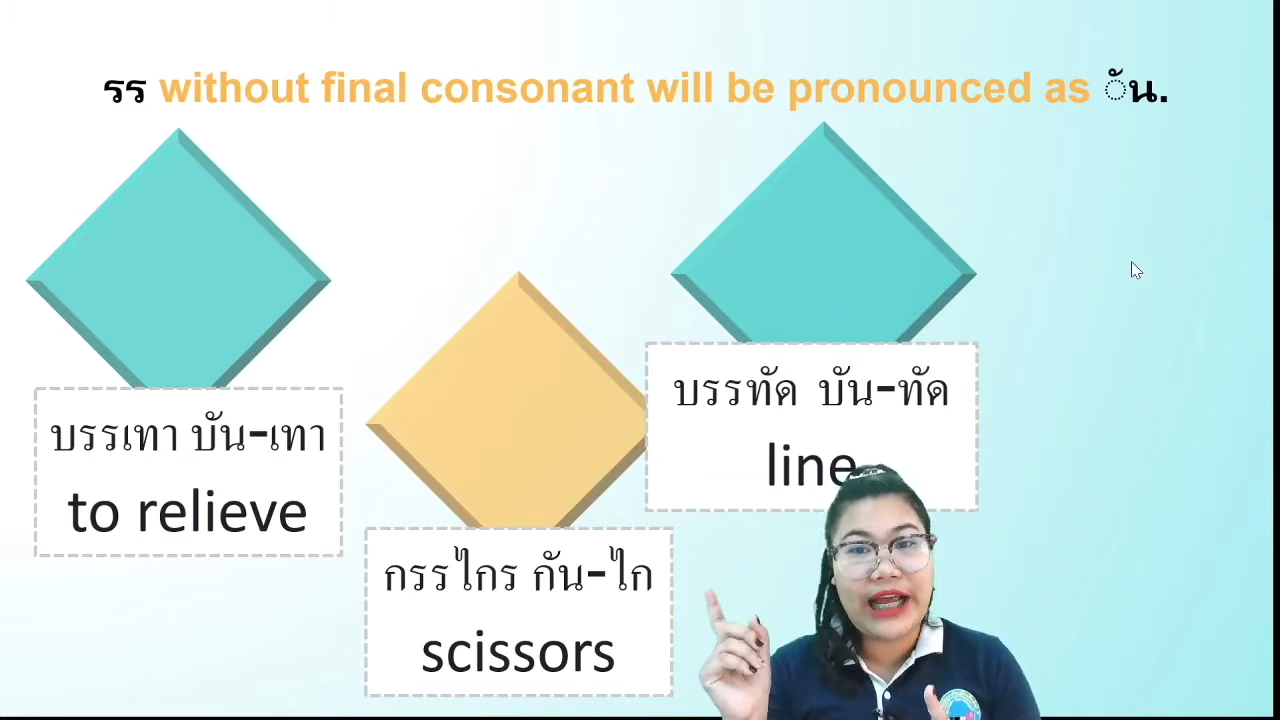 รร without final consonant will be pronounced as ◌ัน.
บรรเทา บัน-เทา
to relieve
กรรไกร กัน-ไก
scissors
บรรทัด บัน-ทัด
line